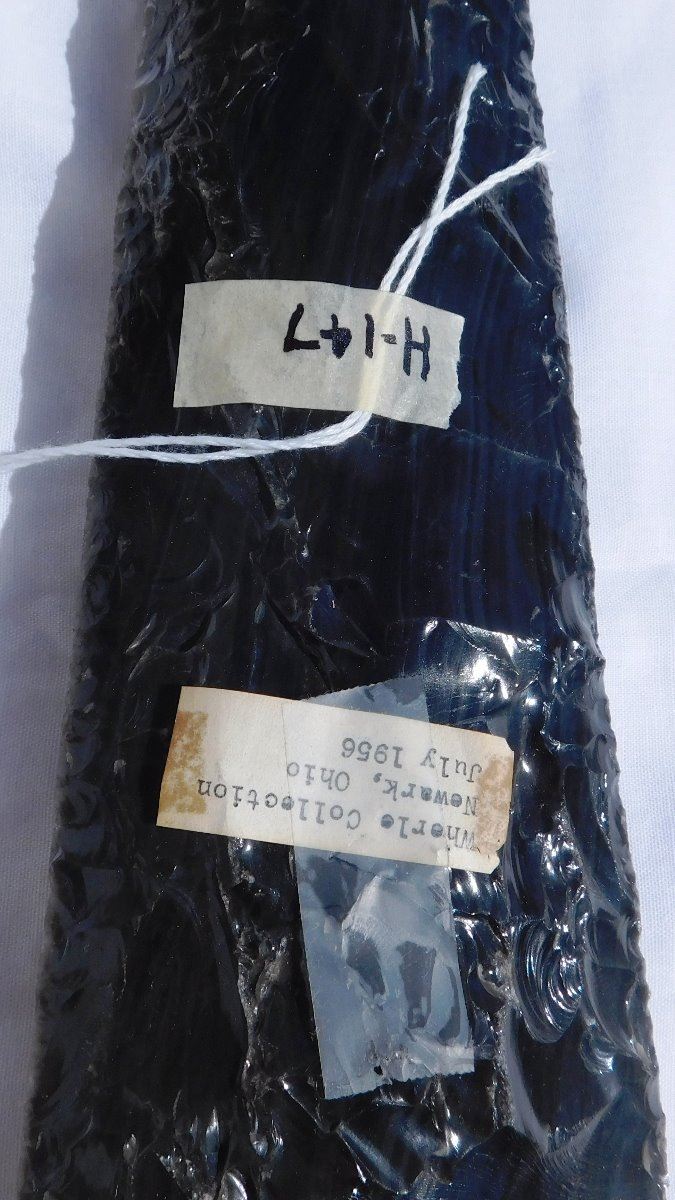 H-147
Wherle Collection
Newark, Ohio
July 1956